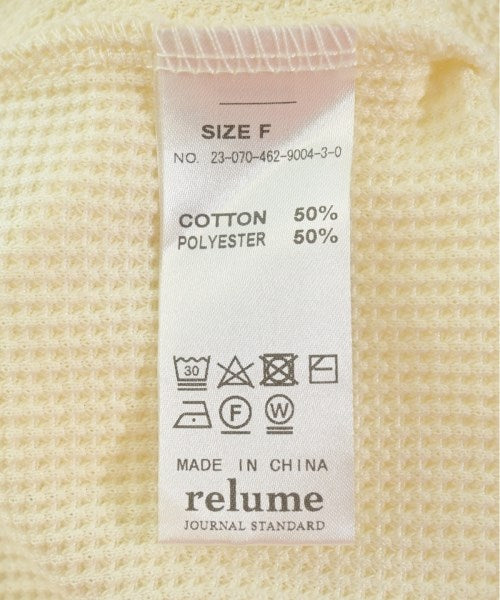 SIZE F
NO. 23-070-462-9004-3-0
COTTON 50%
POLYESTER 50%
30
F W
MADE IN CHINA
relume
JOURNAL STANDARD